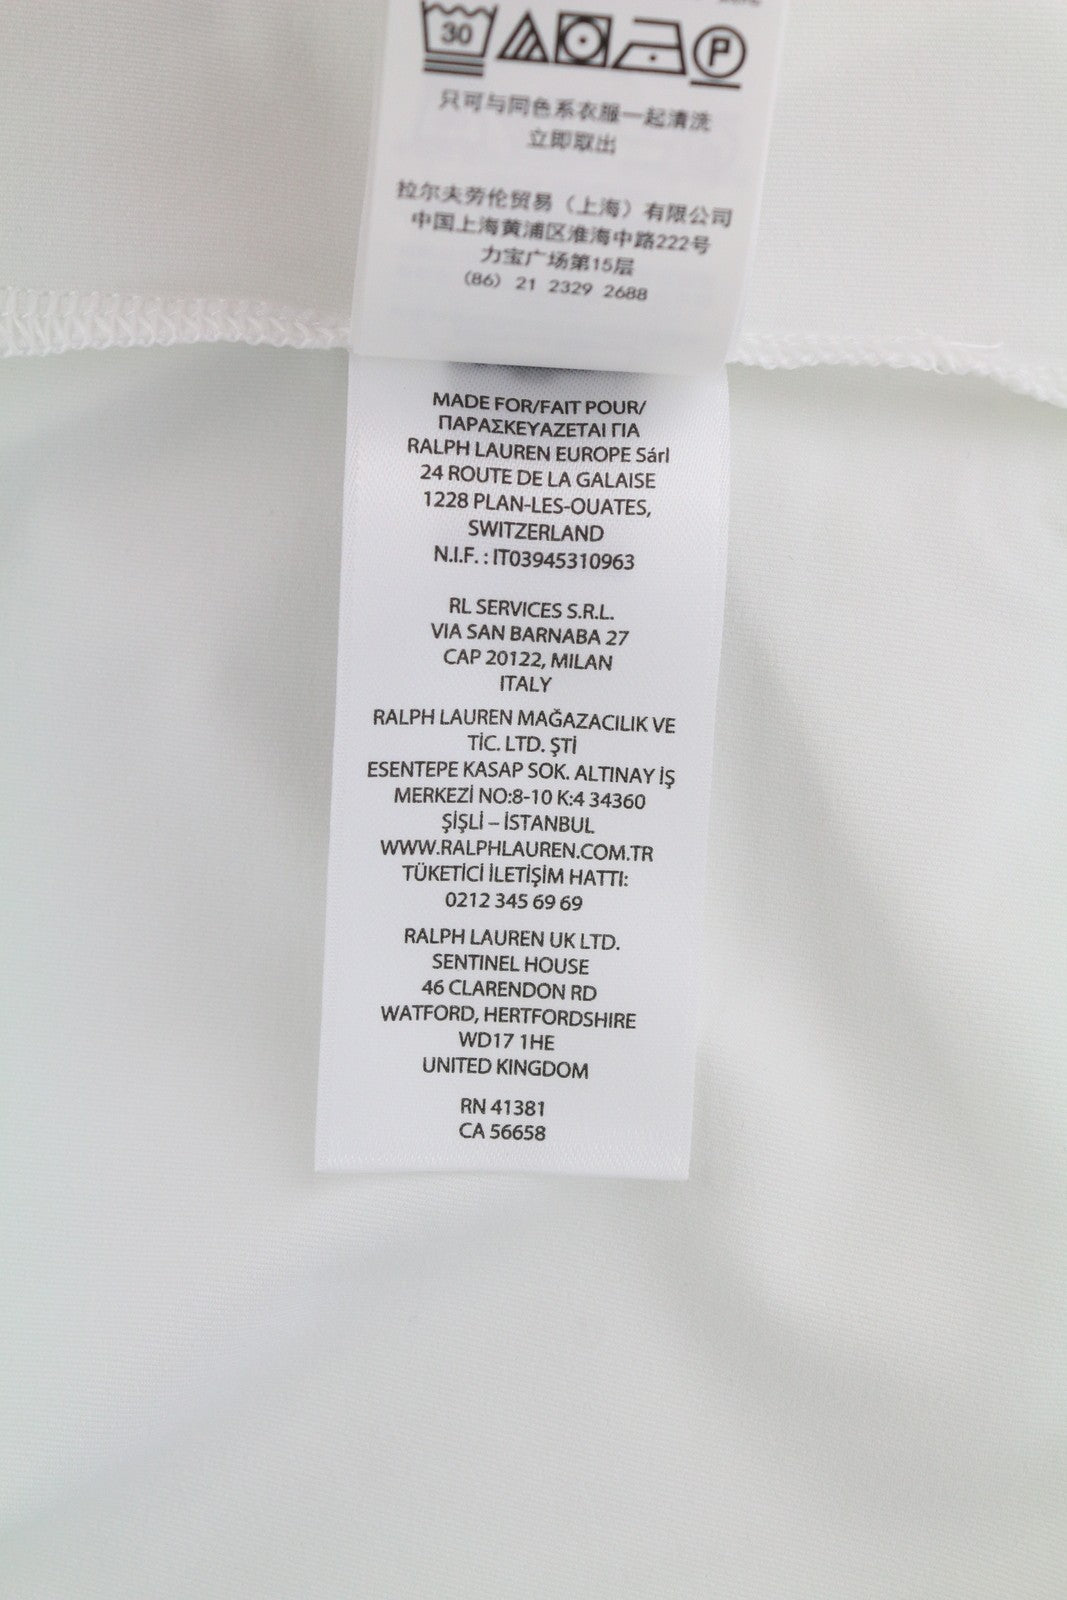 30
P
只可与同色系衣服一起清洗
立即取出
拉尔夫劳伦贸易（上海）有限公司
中国上海黄浦区淮海中路222号
力宝广场第15层
(86) 21 2329 2688
MADE FOR/FAIT POUR/
ΠΑΡΑΣΚΕΥΑΖΕΤΑΙ ΓΙΑ
RALPH LAUREN EUROPE Sárl
24 ROUTE DE LA GALAISE
1228 PLAN-LES-OUATES,
SWITZERLAND
N.I.F. : IT03945310963
RL SERVICES S.R.L.
VIA SAN BARNABA 27
CAP 20122, MILAN
ITALY
RALPH LAUREN MAĞAZACILIK VE
TİC. LTD. ŞTİ
ESENTEPE KASAP SOK. ALTINAY İŞ
MERKEZİ NO:8-10 K:4 34360
ŞİŞLİ – İSTANBUL
WWW.RALPHLAUREN.COM.TR
TÜKETİCİ İLETİŞİM HATTI:
0212 345 69 69
RALPH LAUREN UK LTD.
SENTINEL HOUSE
46 CLARENDON RD
WATFORD, HERTFORDSHIRE
WD17 1HE
UNITED KINGDOM
RN 41381
CA 56658